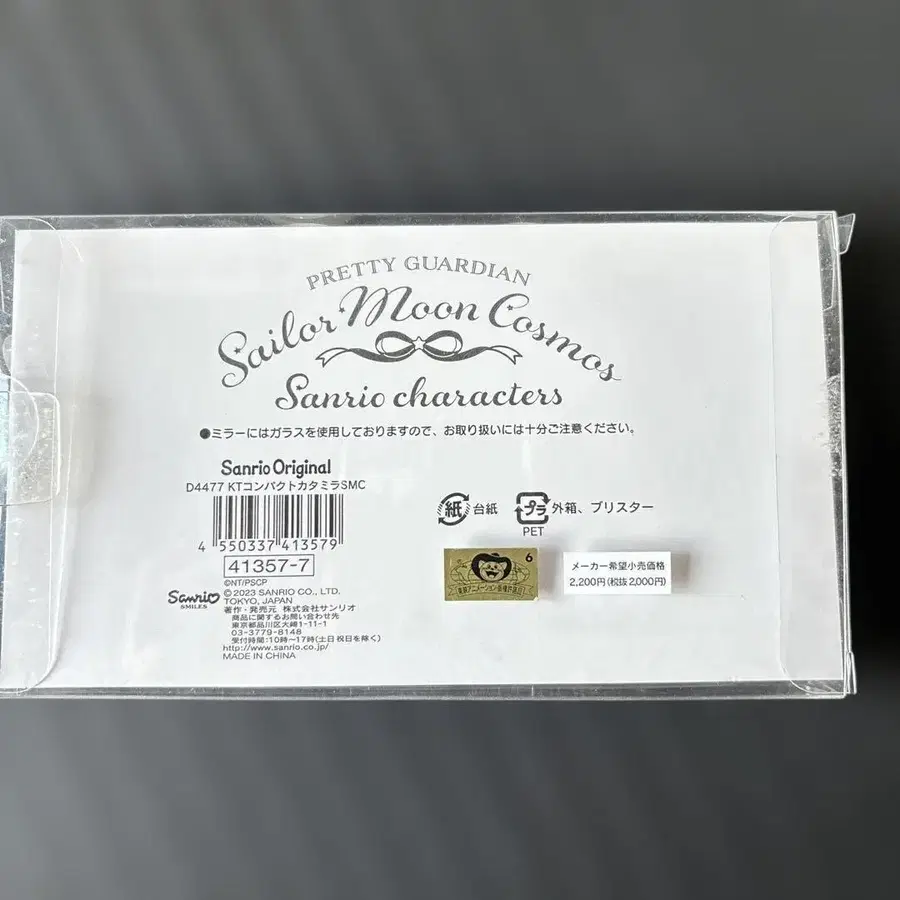 PRETTY GUARDIAN
Sailor Moon Cosmos
Sanrio characters
●ミラーにはガラスを使用しておりますので、お取り扱いには十分ご注意ください。
Sanrio Original
D4477 KTコンパクトカタミラSMC
4 550337 413579
41357-7
©NT/PSCP
©2023 SANRIO CO., LTD.
TOKYO, JAPAN
Sanrio
SMILES
著作・発売元 株式会社サンリオ
商品に関するお問い合わせ先
東京都品川区大崎1-11-1
03-3779-8148
受付時間:10時〜17時(土日祝日を除く)
http://www.sanrio.co.jp/
MADE IN CHINA
紙 台紙
プラ 外箱、ブリスター
PET
6
メーカー希望小売価格
2,200円(税抜2,000円)